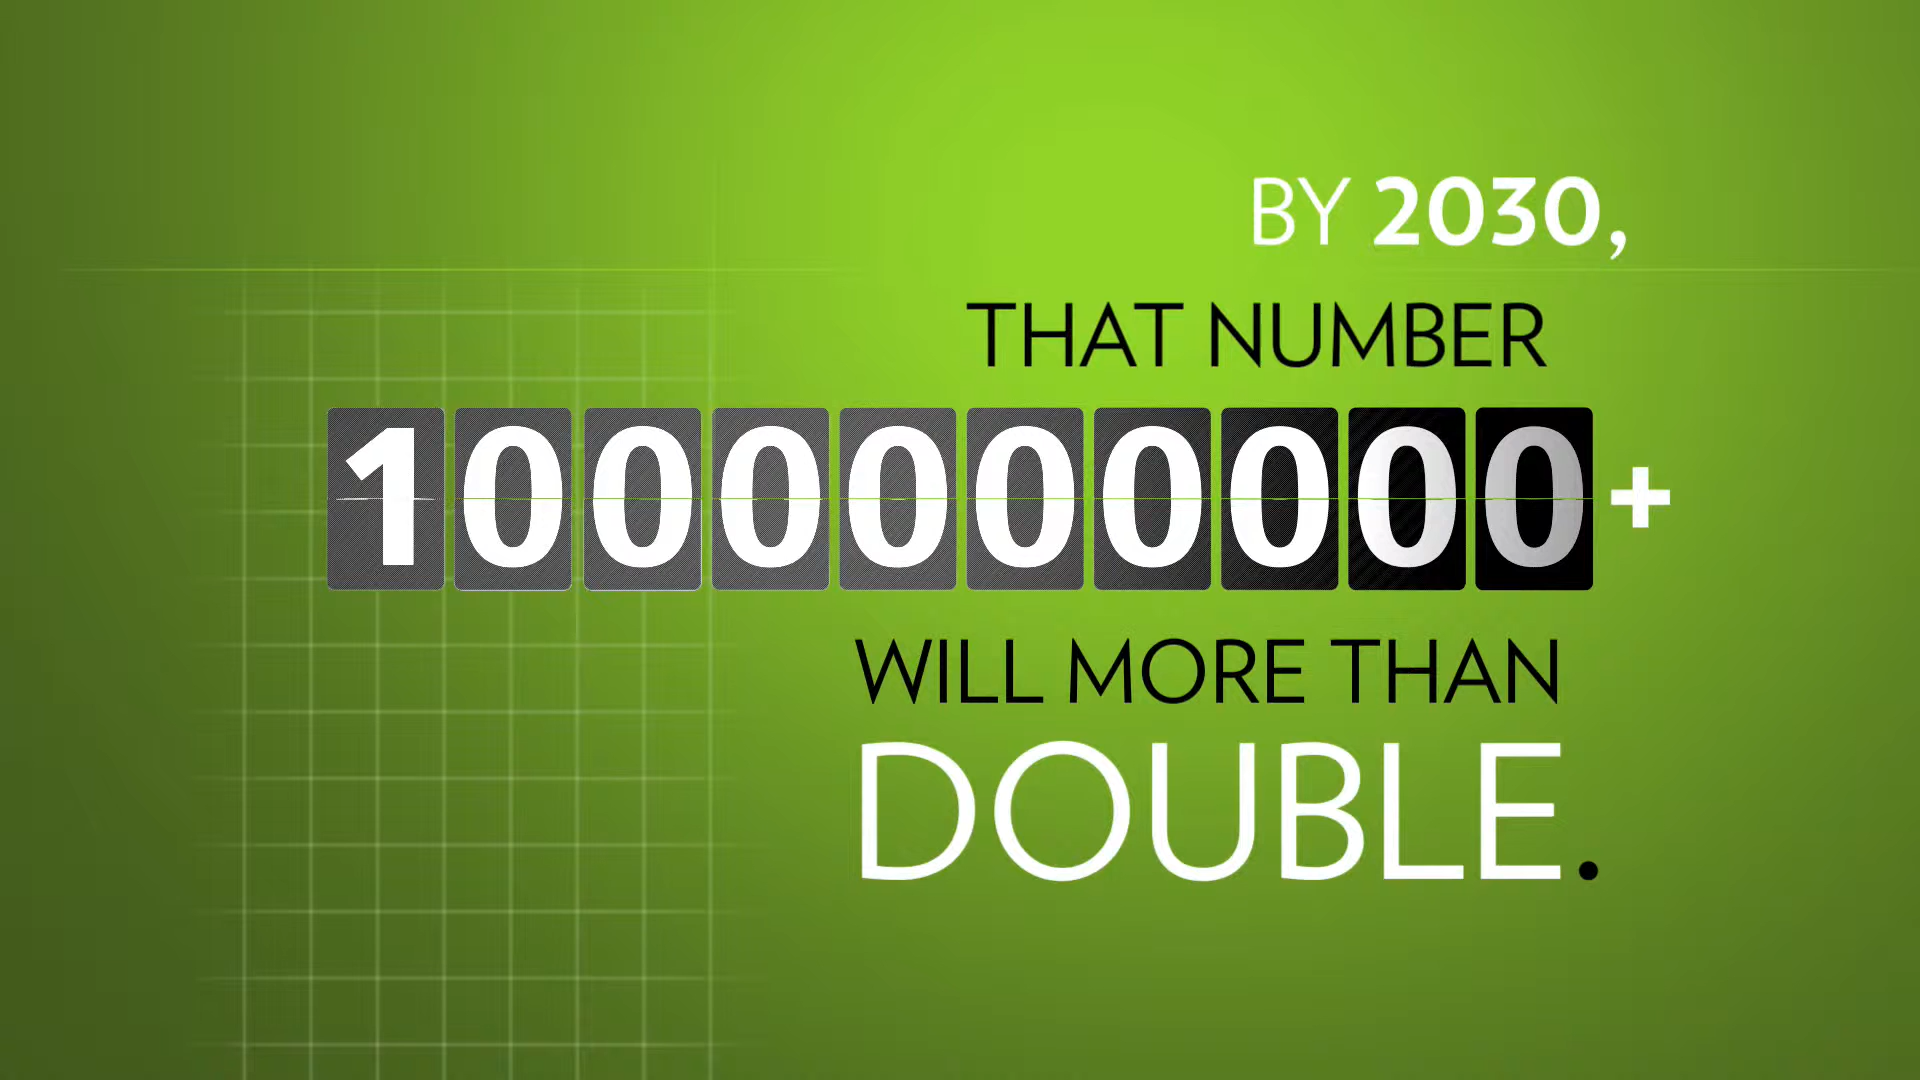 BY 2030,
THAT NUMBER
1000000000+
WILL MORE THAN
DOUBLE.